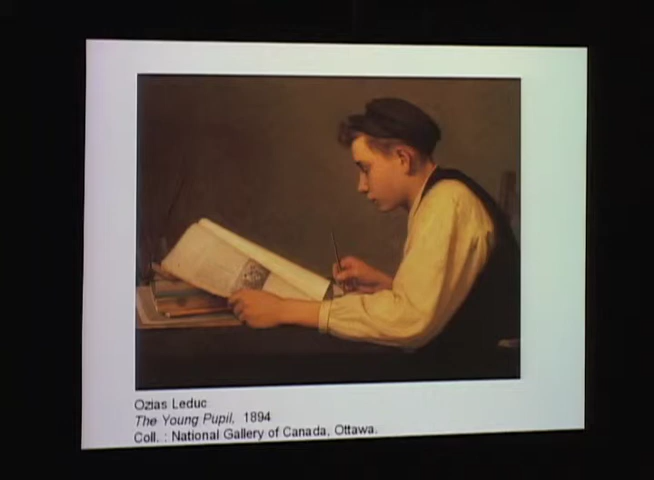 Ozias Leduc
The Young Pupil, 1894
Coll. : National Gallery of Canada, Ottawa.